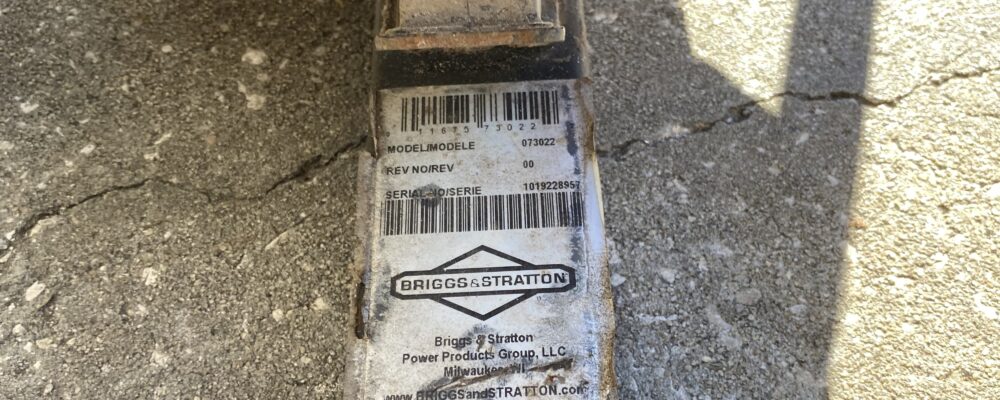 9 11675 73022
MODEL/MODELE 073022
REV NO/REV 00
SERIAL NO/SERIE 1019228957
BRIGGS & STRATTON
Briggs & Stratton
Power Products Group, LLC
Milwaukee, WI
www.BRIGGSandSTRATTON.com